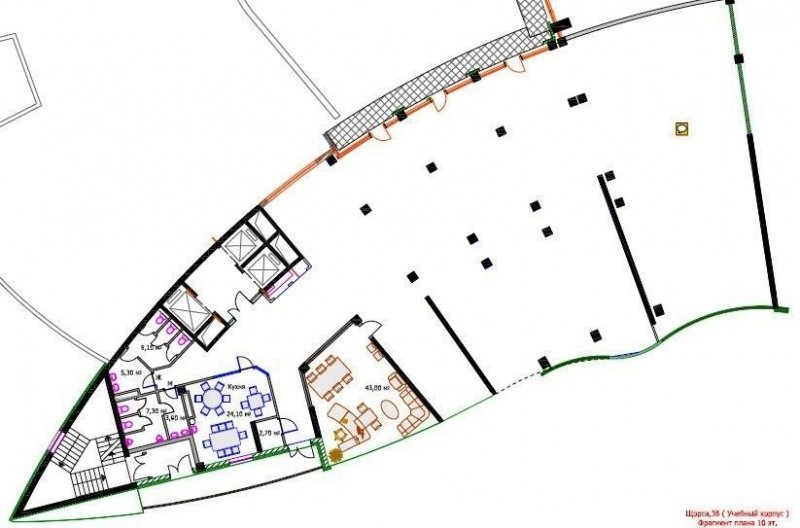 8,10 м²
5,30 м²
Ж
М
Кухня
7,30 м²
3,90 м²
24,10 м²
2,70 м²
43,00 м²
Щорса,36 ( Учебный корпус )
Фрагмент плана 10 эт.